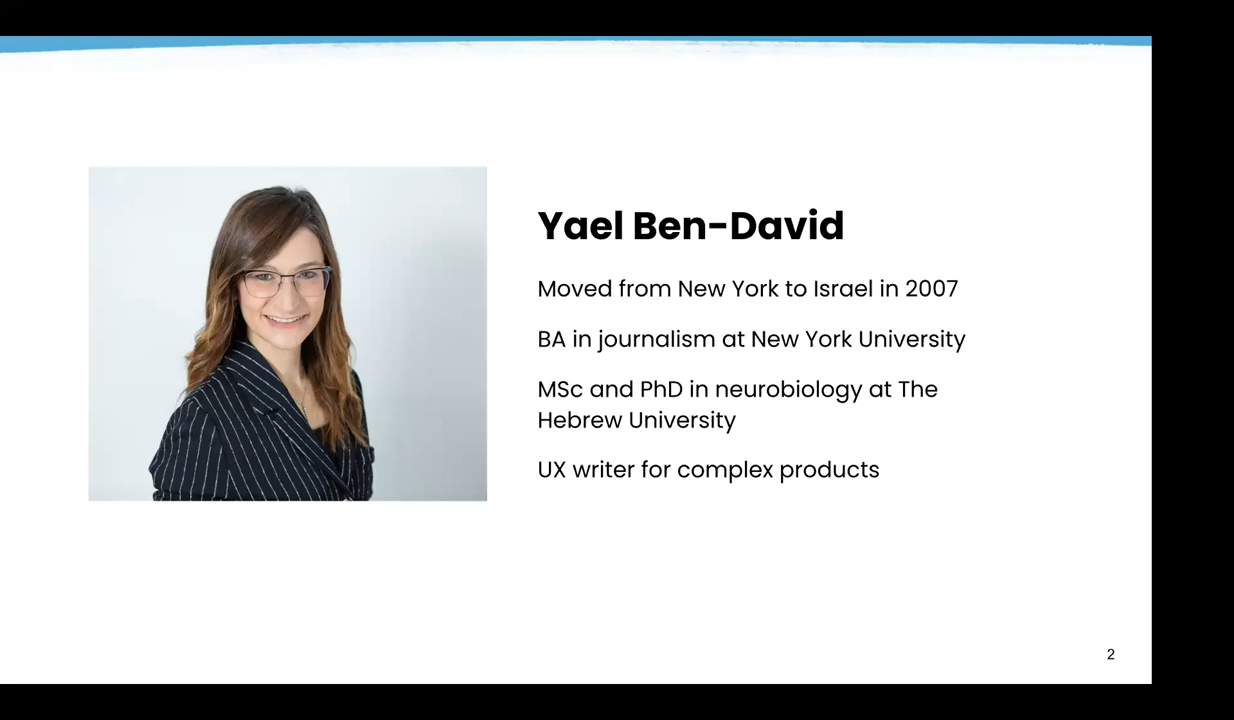 Yael Ben-David
Moved from New York to Israel in 2007
BA in journalism at New York University
MSc and PhD in neurobiology at The
Hebrew University
UX writer for complex products
2